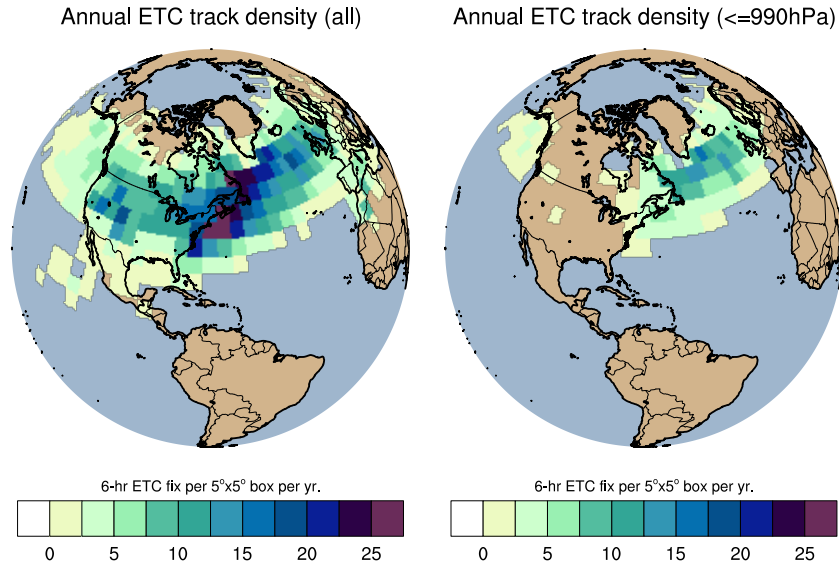 Annual ETC track density (all)
Annual ETC track density (<=990hPa)
6-hr ETC fix per 5°x5° box per yr.
0 5 10 15 20 25
6-hr ETC fix per 5°x5° box per yr.
0 5 10 15 20 25